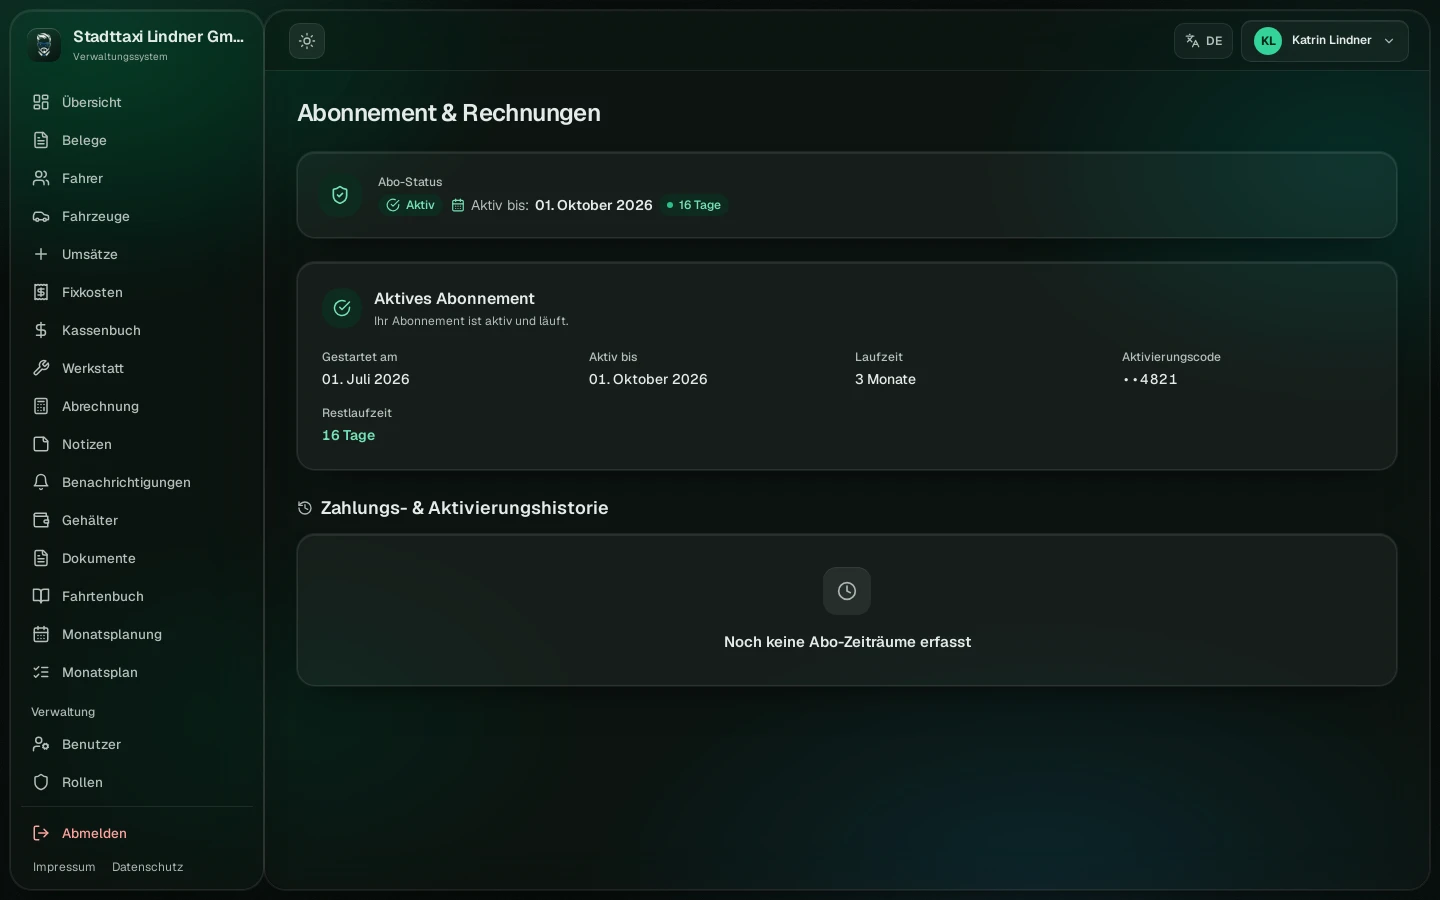 Stadttaxi Lindner Gm...
Verwaltungssystem
Übersicht
Belege
Fahrer
Fahrzeuge
Umsätze
Fixkosten
Kassenbuch
Werkstatt
Abrechnung
Notizen
Benachrichtigungen
Gehälter
Dokumente
Fahrtenbuch
Monatsplanung
Monatsplan
Verwaltung
Benutzer
Rollen
Abmelden
Impressum Datenschutz
DE
KL Katrin Lindner
Abonnement & Rechnungen
Abo-Status
Aktiv Aktiv bis: 01. Oktober 2026 16 Tage
Aktives Abonnement
Ihr Abonnement ist aktiv und läuft.
Gestartet am
01. Juli 2026
Aktiv bis
01. Oktober 2026
Laufzeit
3 Monate
Aktivierungscode
••4821
Restlaufzeit
16 Tage
Zahlungs- & Aktivierungshistorie
Noch keine Abo-Zeiträume erfasst